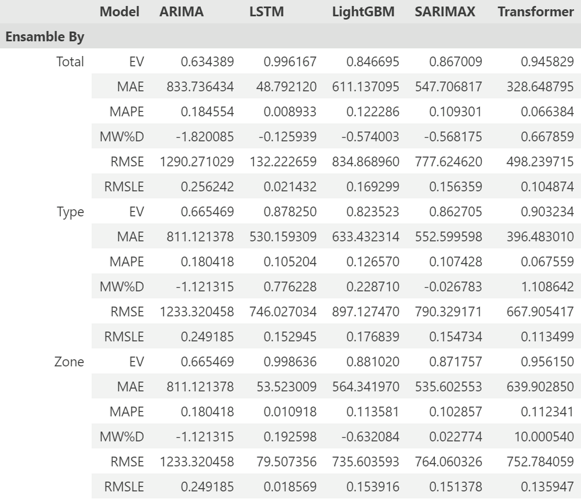 Model ARIMA LSTM LightGBM SARIMAX Transformer
Ensamble By
Total EV 0.634389 0.996167 0.846695 0.867009 0.945829
MAE 833.736434 48.792120 611.137095 547.706817 328.648795
MAPE 0.184554 0.008933 0.122286 0.109301 0.066384
MW%D -1.820085 -0.125939 -0.574003 -0.568175 0.667859
RMSE 1290.271029 132.222659 834.868960 777.624620 498.239715
RMSLE 0.256242 0.021432 0.169299 0.156359 0.104874
Type EV 0.665469 0.878250 0.823523 0.862705 0.903234
MAE 811.121378 530.159309 633.432314 552.599598 396.483010
MAPE 0.180418 0.105204 0.126570 0.107428 0.067559
MW%D -1.121315 0.776228 0.228710 -0.026783 1.108642
RMSE 1233.320458 746.027034 897.127470 790.329171 667.905417
RMSLE 0.249185 0.152945 0.176839 0.154734 0.113499
Zone EV 0.665469 0.998636 0.881020 0.871757 0.956150
MAE 811.121378 53.523009 564.341970 535.602553 639.902850
MAPE 0.180418 0.010918 0.113581 0.102857 0.112341
MW%D -1.121315 0.192598 -0.632084 0.022774 10.000540
RMSE 1233.320458 79.507356 735.603593 764.060326 752.784059
RMSLE 0.249185 0.018569 0.153916 0.151378 0.135947